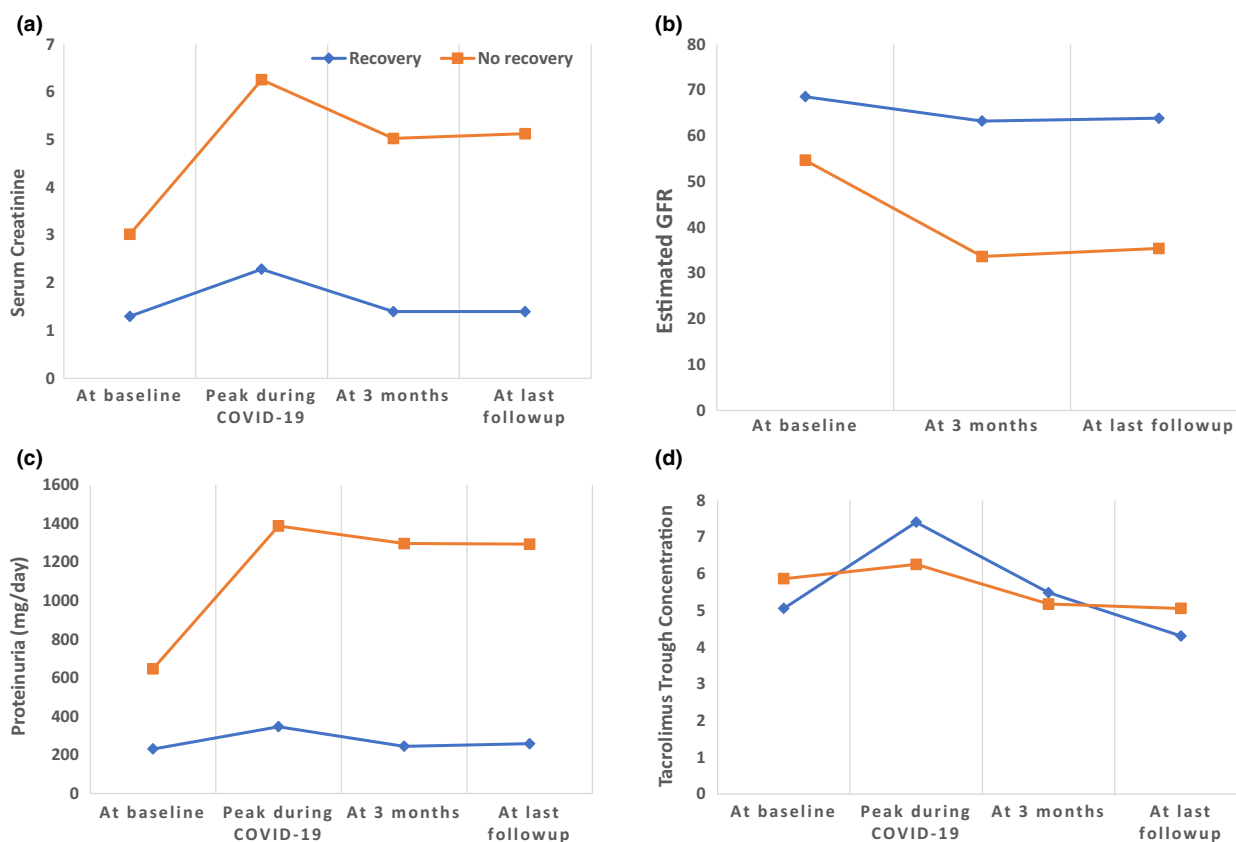 (a)
7
6
5
4
3
2
1
0
Serum Creatinine
Recovery
No recovery
At baseline
Peak during
COVID-19
At 3 months
At last
followup
(b)
80
70
60
50
40
30
20
10
0
Estimated GFR
At baseline
At 3 months
At last followup
(c)
1600
1400
1200
1000
800
600
400
200
0
Proteinuria (mg/day)
At baseline
Peak during
COVID-19
At 3 months
At last
followup
(d)
8
7
6
5
4
3
2
1
0
Tacrolimus Trough Concentration
At baseline
Peak during
COVID-19
At 3 months
At last
followup